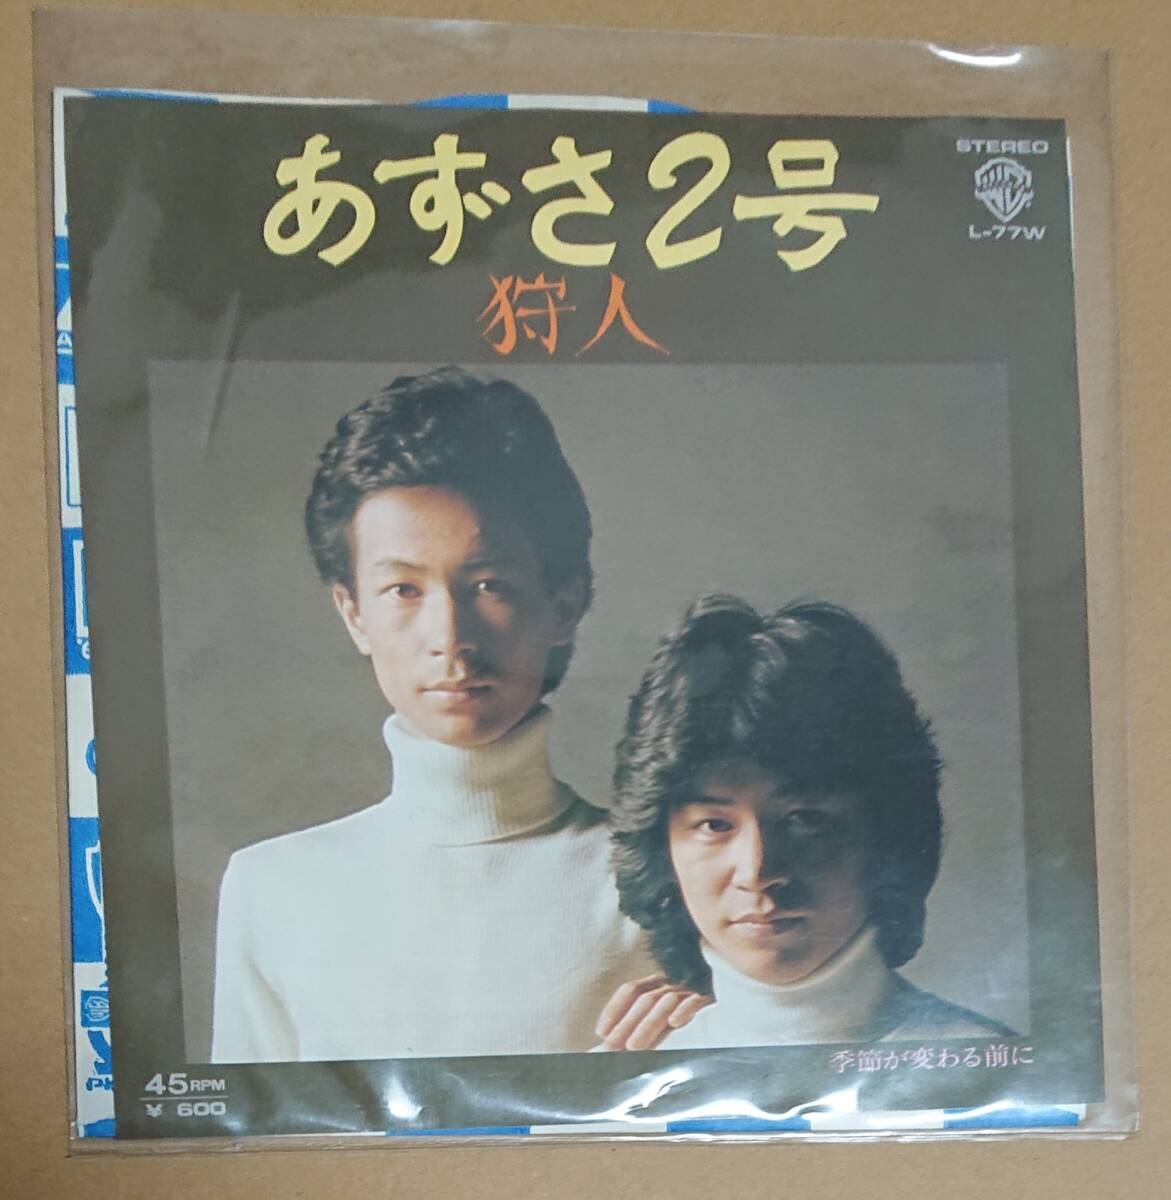 あずさ2号
狩人
STEREO
L-77W
季節が変わる前に
45RPM
¥ 600